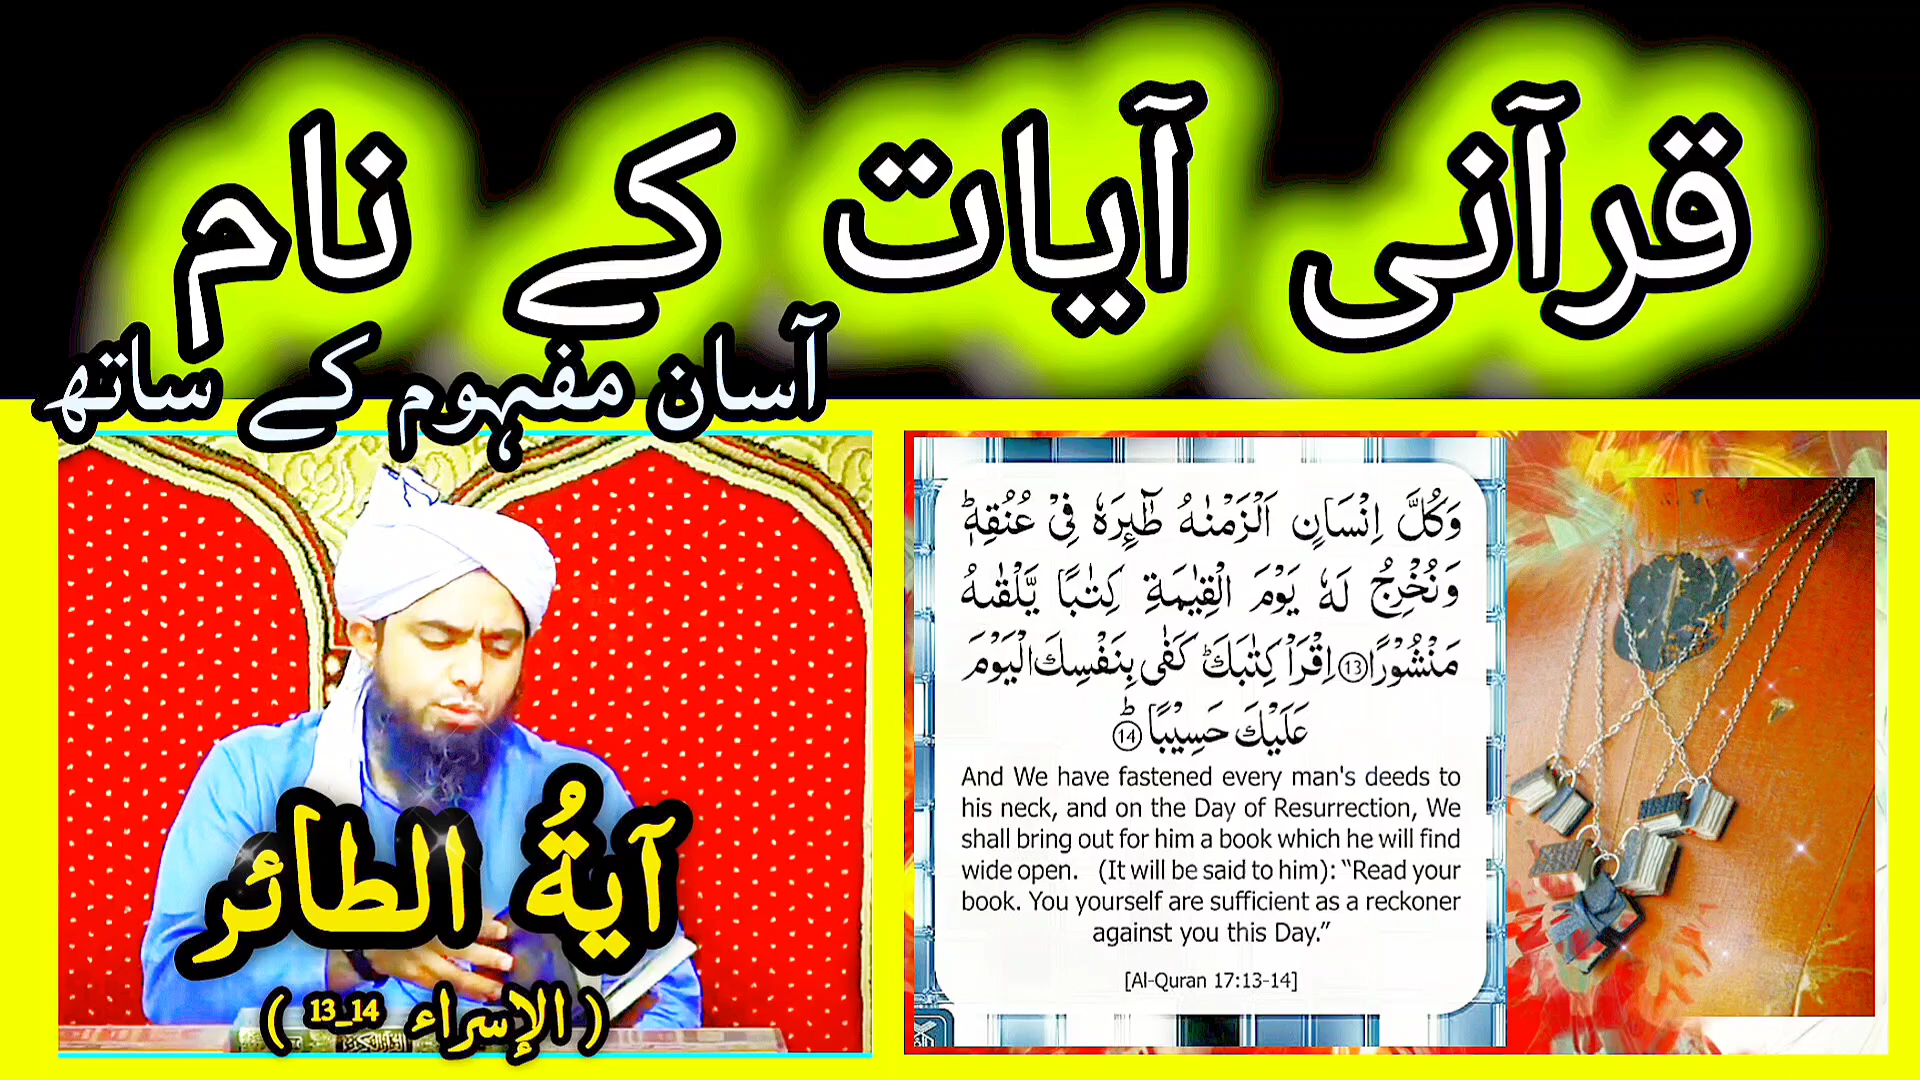 قرآنی آیات کے نام
آسان مفہوم کے ساتھ
وَكُلَّ اِنْسَانٍ اَلْزَمْنٰهُ طٰٓئِرَهٗ فِیْ عُنُقِهٖؕ
وَ نُخْرِجُ لَهٗ یَوْمَ الْقِیٰمَةِ كِتٰبًا یَّلْقٰىهُ
مَنْشُوْرًا ⑬ اِقْرَاْ كِتٰبَكَؕ كَفٰى بِنَفْسِكَ الْیَوْمَ
عَلَیْكَ حَسِیْبًاؕ ⑭
And We have fastened every man's deeds to
his neck, and on the Day of Resurrection, We
shall bring out for him a book which he will find
wide open. (It will be said to him): “Read your
book. You yourself are sufficient as a reckoner
against you this Day.”
[Al-Quran 17:13-14]
آيةُ الطائر
( الإسراء 13_14 )